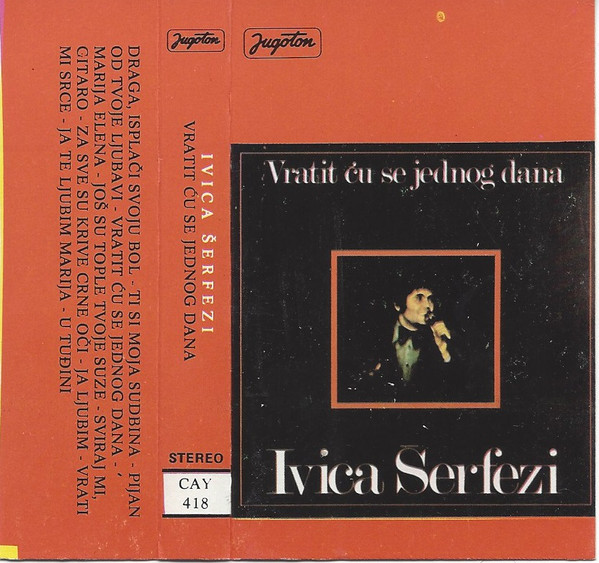 DRAGA, ISPLAČI SVOJU BOL - TI SI MOJA SUDBINA - PIJAN
OD TVOJE LJUBAVI - VRATIT ĆU SE JEDNOG DANA -
MARIJA ELENA - JOŠ SU TOPLE TVOJE SUZE - SVIRAJ MI,
GITARO - ZA SVE SU KRIVE CRNE OČI - JA LJUBIM - VRATI
MI SRCE - JA TE LJUBIM MARIJA - U TUĐINI
Jugoton
IVICA ŠERFEZI
VRATIT ĆU SE JEDNOG DANA
STEREO
CAY
418
Jugoton
Vratit ću se jednog dana
Ivica Šerfezi